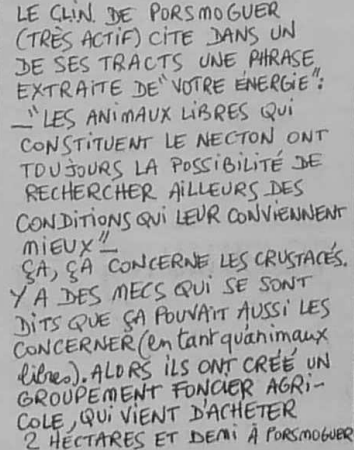 LE CLIN. DE PORSMOGUER
(TRÈS ACTIF) CITE DANS UN
DE SES TRACTS UNE PHRASE
EXTRAITE DE "VOTRE ÉNERGIE":
_"LES ANIMAUX LIBRES QUI
CONSTITUENT LE NECTON ONT
TOUJOURS LA POSSIBILITÉ DE
RECHERCHER AILLEURS DES
CONDITIONS QUI LEUR CONVIENNENT
MIEUX"_
ÇA, ÇA CONCERNE LES CRUSTACÉS.
Y A DES MECS QUI SE SONT
DITS QUE ÇA POUVAIT AUSSI LES
CONCERNER (en tant qu'animaux
libres). ALORS ILS ONT CRÉÉ UN
GROUPEMENT FONCIER AGRI-
COLE, QUI VIENT D'ACHETER
2 HECTARES ET DEMI À PORSMOGUER